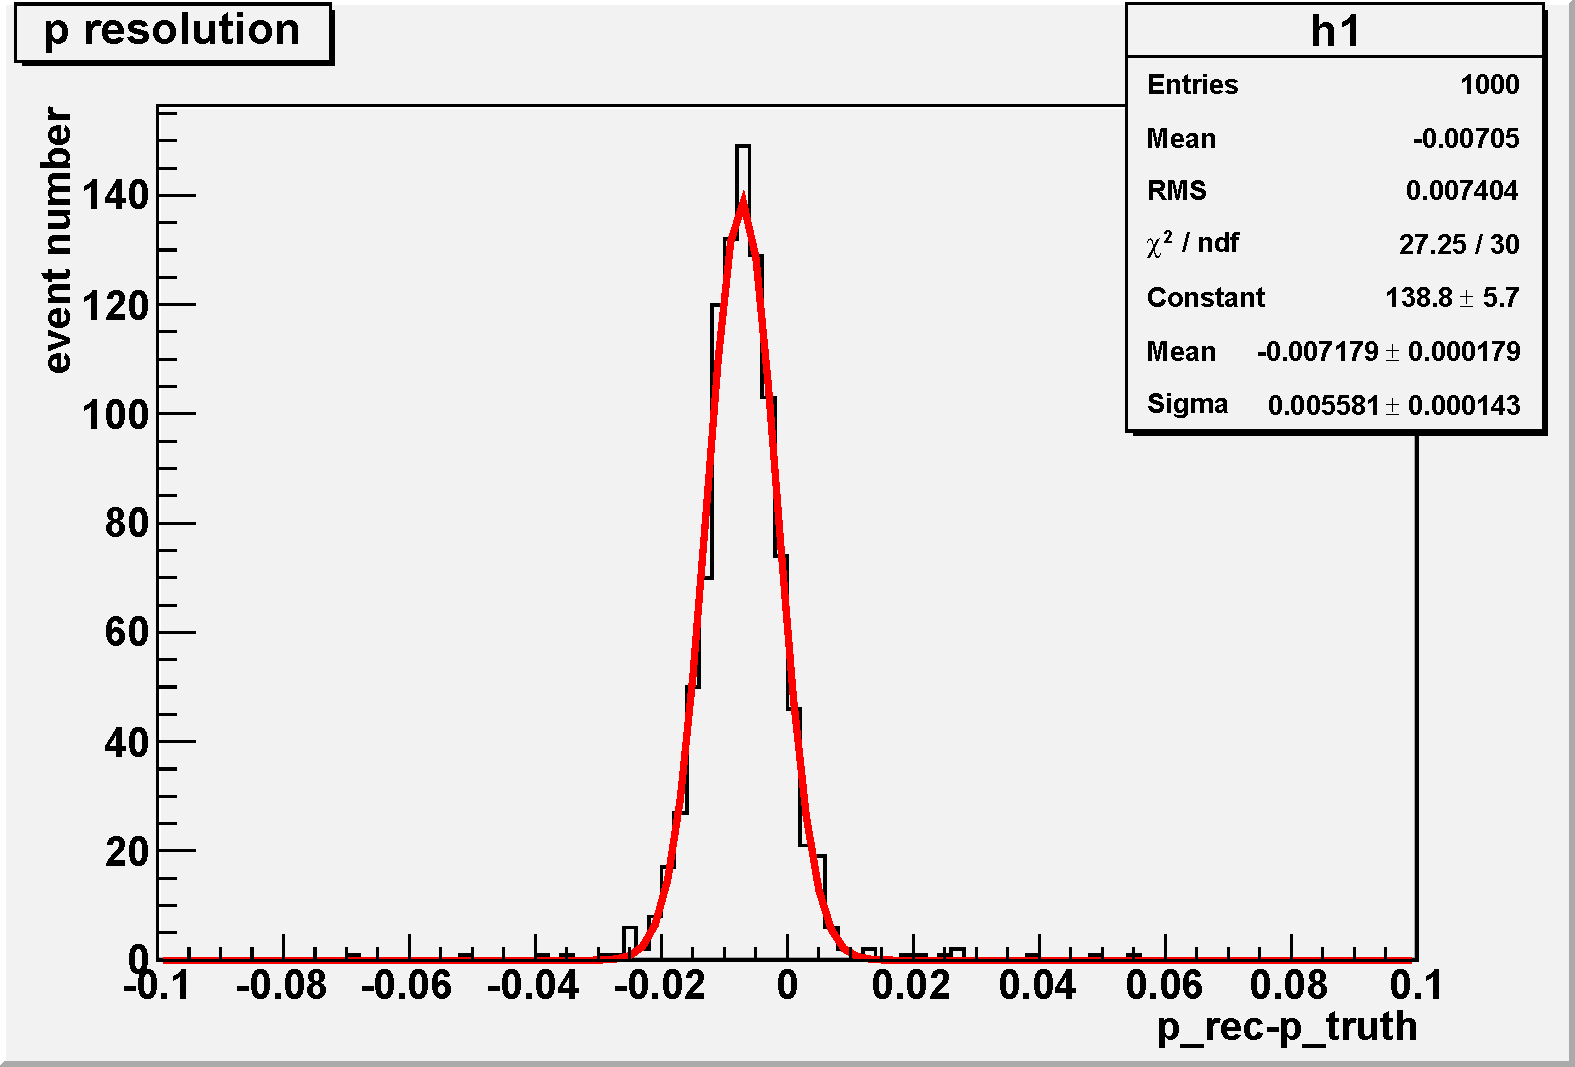 p resolution
h1
Entries 1000
Mean -0.00705
RMS 0.007404
χ² / ndf 27.25 / 30
Constant 138.8 ± 5.7
Mean -0.007179 ± 0.000179
Sigma 0.005581 ± 0.000143
event number
140
120
100
80
60
40
20
0
-0.1 -0.08 -0.06 -0.04 -0.02 0 0.02 0.04 0.06 0.08 0.1
p_rec-p_truth